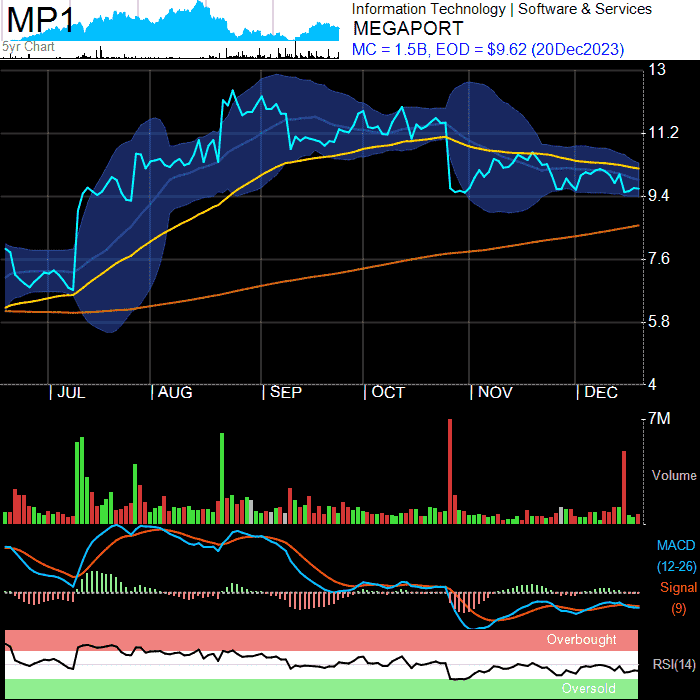 MP1
5yr Chart
Information Technology | Software & Services
MEGAPORT
MC = 1.5B, EOD = $9.62 (20Dec2023)
13
11.2
9.4
7.6
5.8
4
| JUL | AUG | SEP | OCT | NOV | DEC
7M
Volume
MACD
(12-26)
Signal
(9)
Overbought
RSI(14)
Oversold